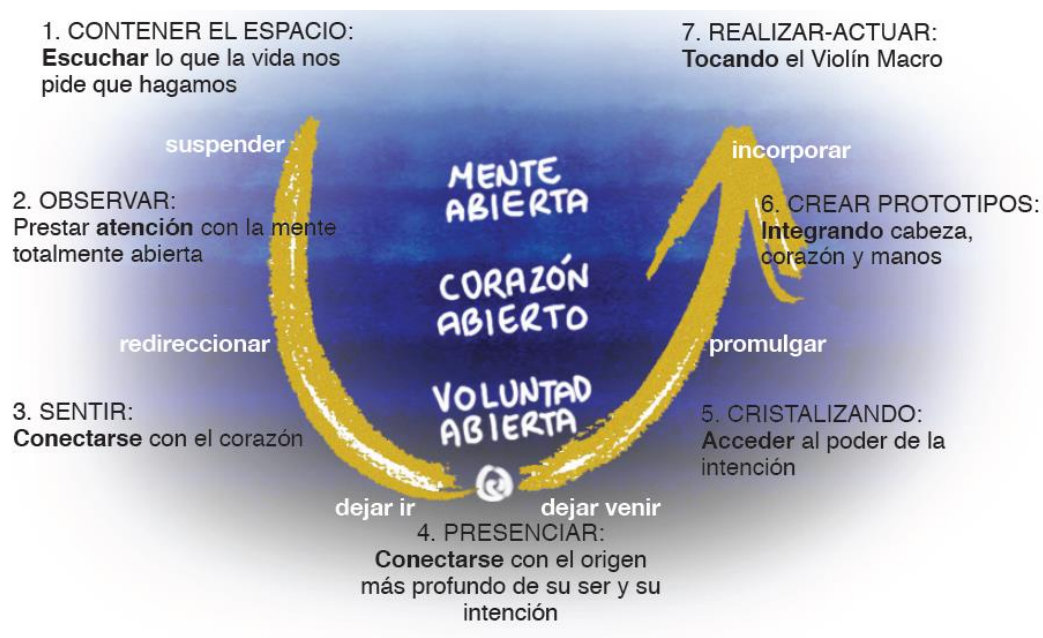 1. CONTENER EL ESPACIO:
Escuchar lo que la vida nos
pide que hagamos
suspender
2. OBSERVAR:
Prestar atención con la mente
totalmente abierta
redireccionar
3. SENTIR:
Conectarse con el corazón
dejar ir
MENTE
ABIERTA
CORAZÓN
ABIERTO
VOLUNTAD
ABIERTA
4. PRESENCIAR:
Conectarse con el origen
más profundo de su ser y su
intención
dejar venir
5. CRISTALIZANDO:
Acceder al poder de la
intención
promulgar
6. CREAR PROTOTIPOS:
Integrando cabeza,
corazón y manos
incorporar
7. REALIZAR-ACTUAR:
Tocando el Violín Macro